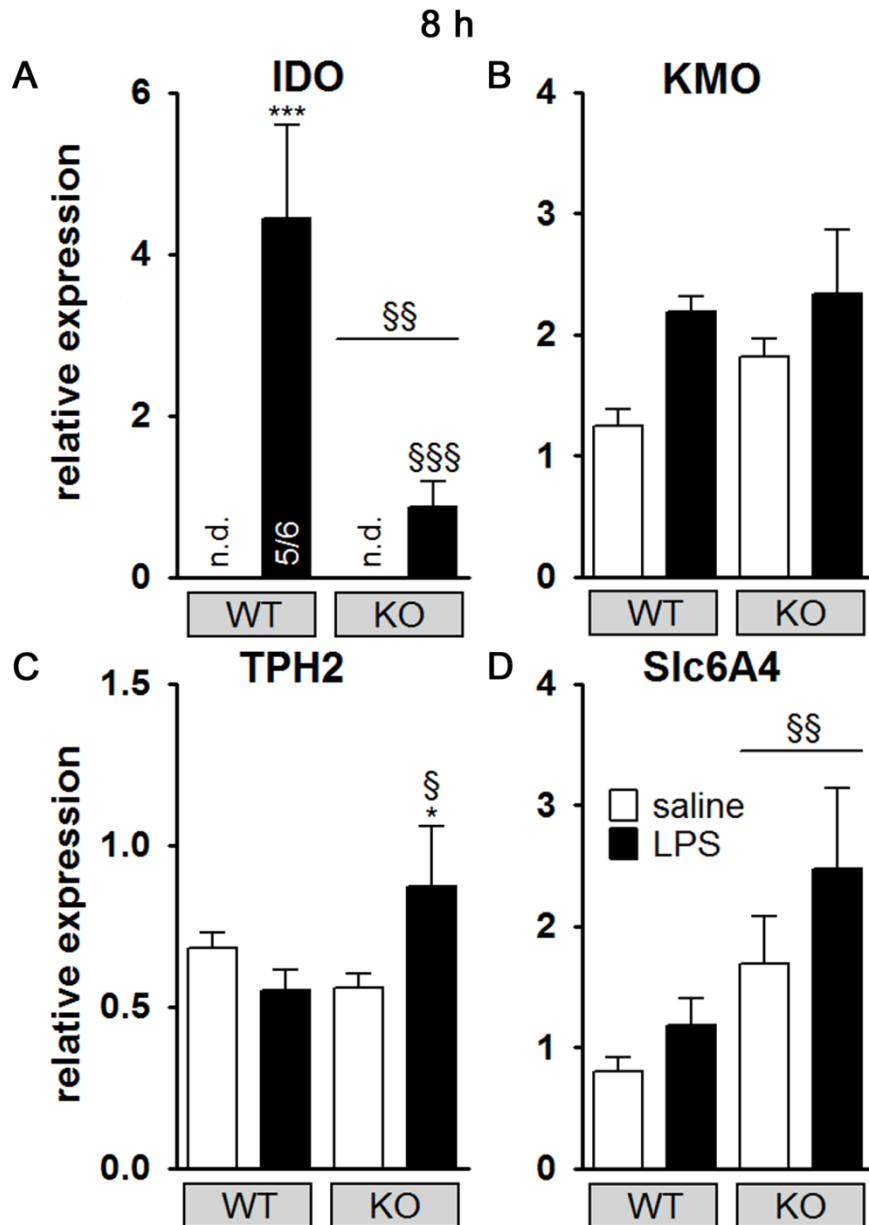 8 h
A
IDO
relative expression
6
4
2
0
***
§§
§§§
n.d.
5/6
n.d.
WT
KO
B
KMO
4
3
2
1
0
WT
KO
C
TPH2
relative expression
1.5
1.0
0.5
0.0
§
*
WT
KO
D
Slc6A4
4
3
2
1
0
§§
saline
LPS
WT
KO